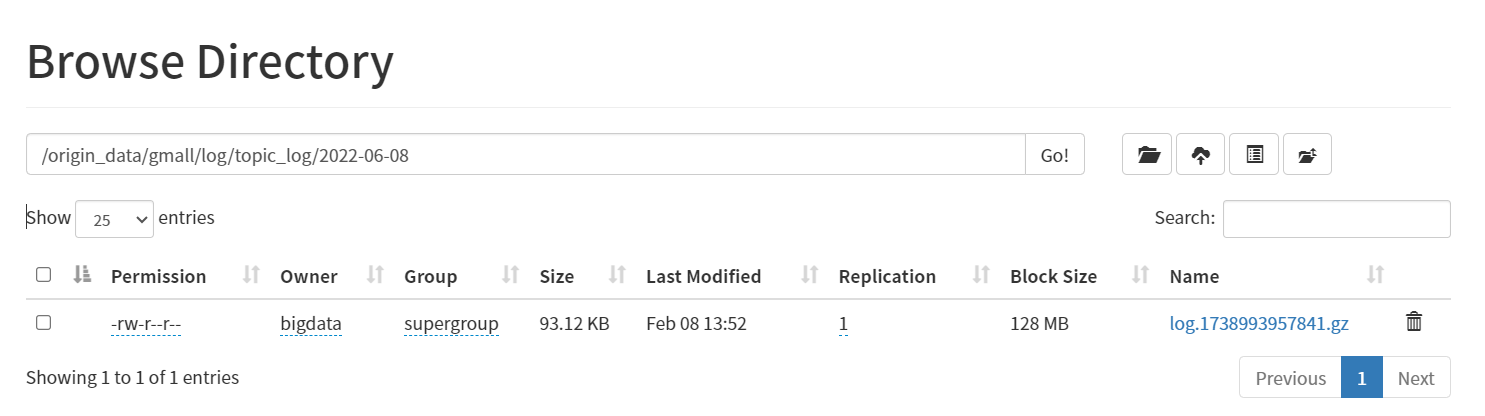 Browse Directory
/origin_data/gmall/log/topic_log/2022-06-08 Go!
Show 25 entries Search:
Permission Owner Group Size Last Modified Replication Block Size Name
-rw-r--r-- bigdata supergroup 93.12 KB Feb 08 13:52 1 128 MB log.1738993957841.gz
Showing 1 to 1 of 1 entries Previous 1 Next